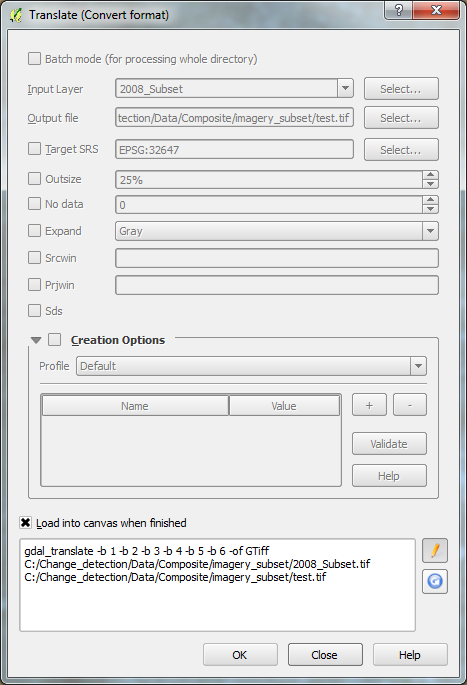 Translate (Convert format)
Batch mode (for processing whole directory)
Input Layer 2008_Subset Select...
Output file tection/Data/Composite/imagery_subset/test.tif Select...
Target SRS EPSG:32647 Select...
Outsize 25%
No data 0
Expand Gray
Srcwin
Prjwin
Sds
Creation Options
Profile Default
Name Value + -
Validate
Help
Load into canvas when finished
gdal_translate -b 1 -b 2 -b 3 -b 4 -b 5 -b 6 -of GTiff
C:/Change_detection/Data/Composite/imagery_subset/2008_Subset.tif
C:/Change_detection/Data/Composite/imagery_subset/test.tif
OK Close Help